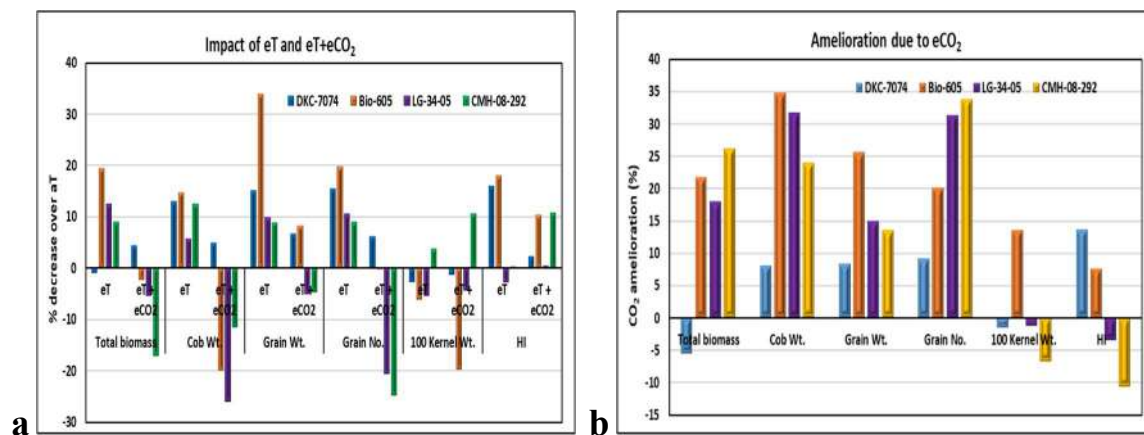 Impact of eT and eT+eCO₂
40
30
20
10
0
-10
-20
-30
% decrease over aT
DKC-7074 Bio-605 LG-34-05 CMH-08-292
eT eT + eCO2 eT eT + eCO2 eT eT + eCO2 eT eT + eCO2 eT eT + eCO2 eT eT + eCO2
Total biomass Cob Wt. Grain Wt. Grain No. 100 Kernel Wt. HI
a
Amelioration due to eCO₂
40
35
30
25
20
15
10
5
0
-5
-10
-15
CO₂ amelioration (%)
DKC-7074 Bio-605 LG-34-05 CMH-08-292
Total biomass Cob Wt. Grain Wt. Grain No. 100 Kernel Wt. HI
b